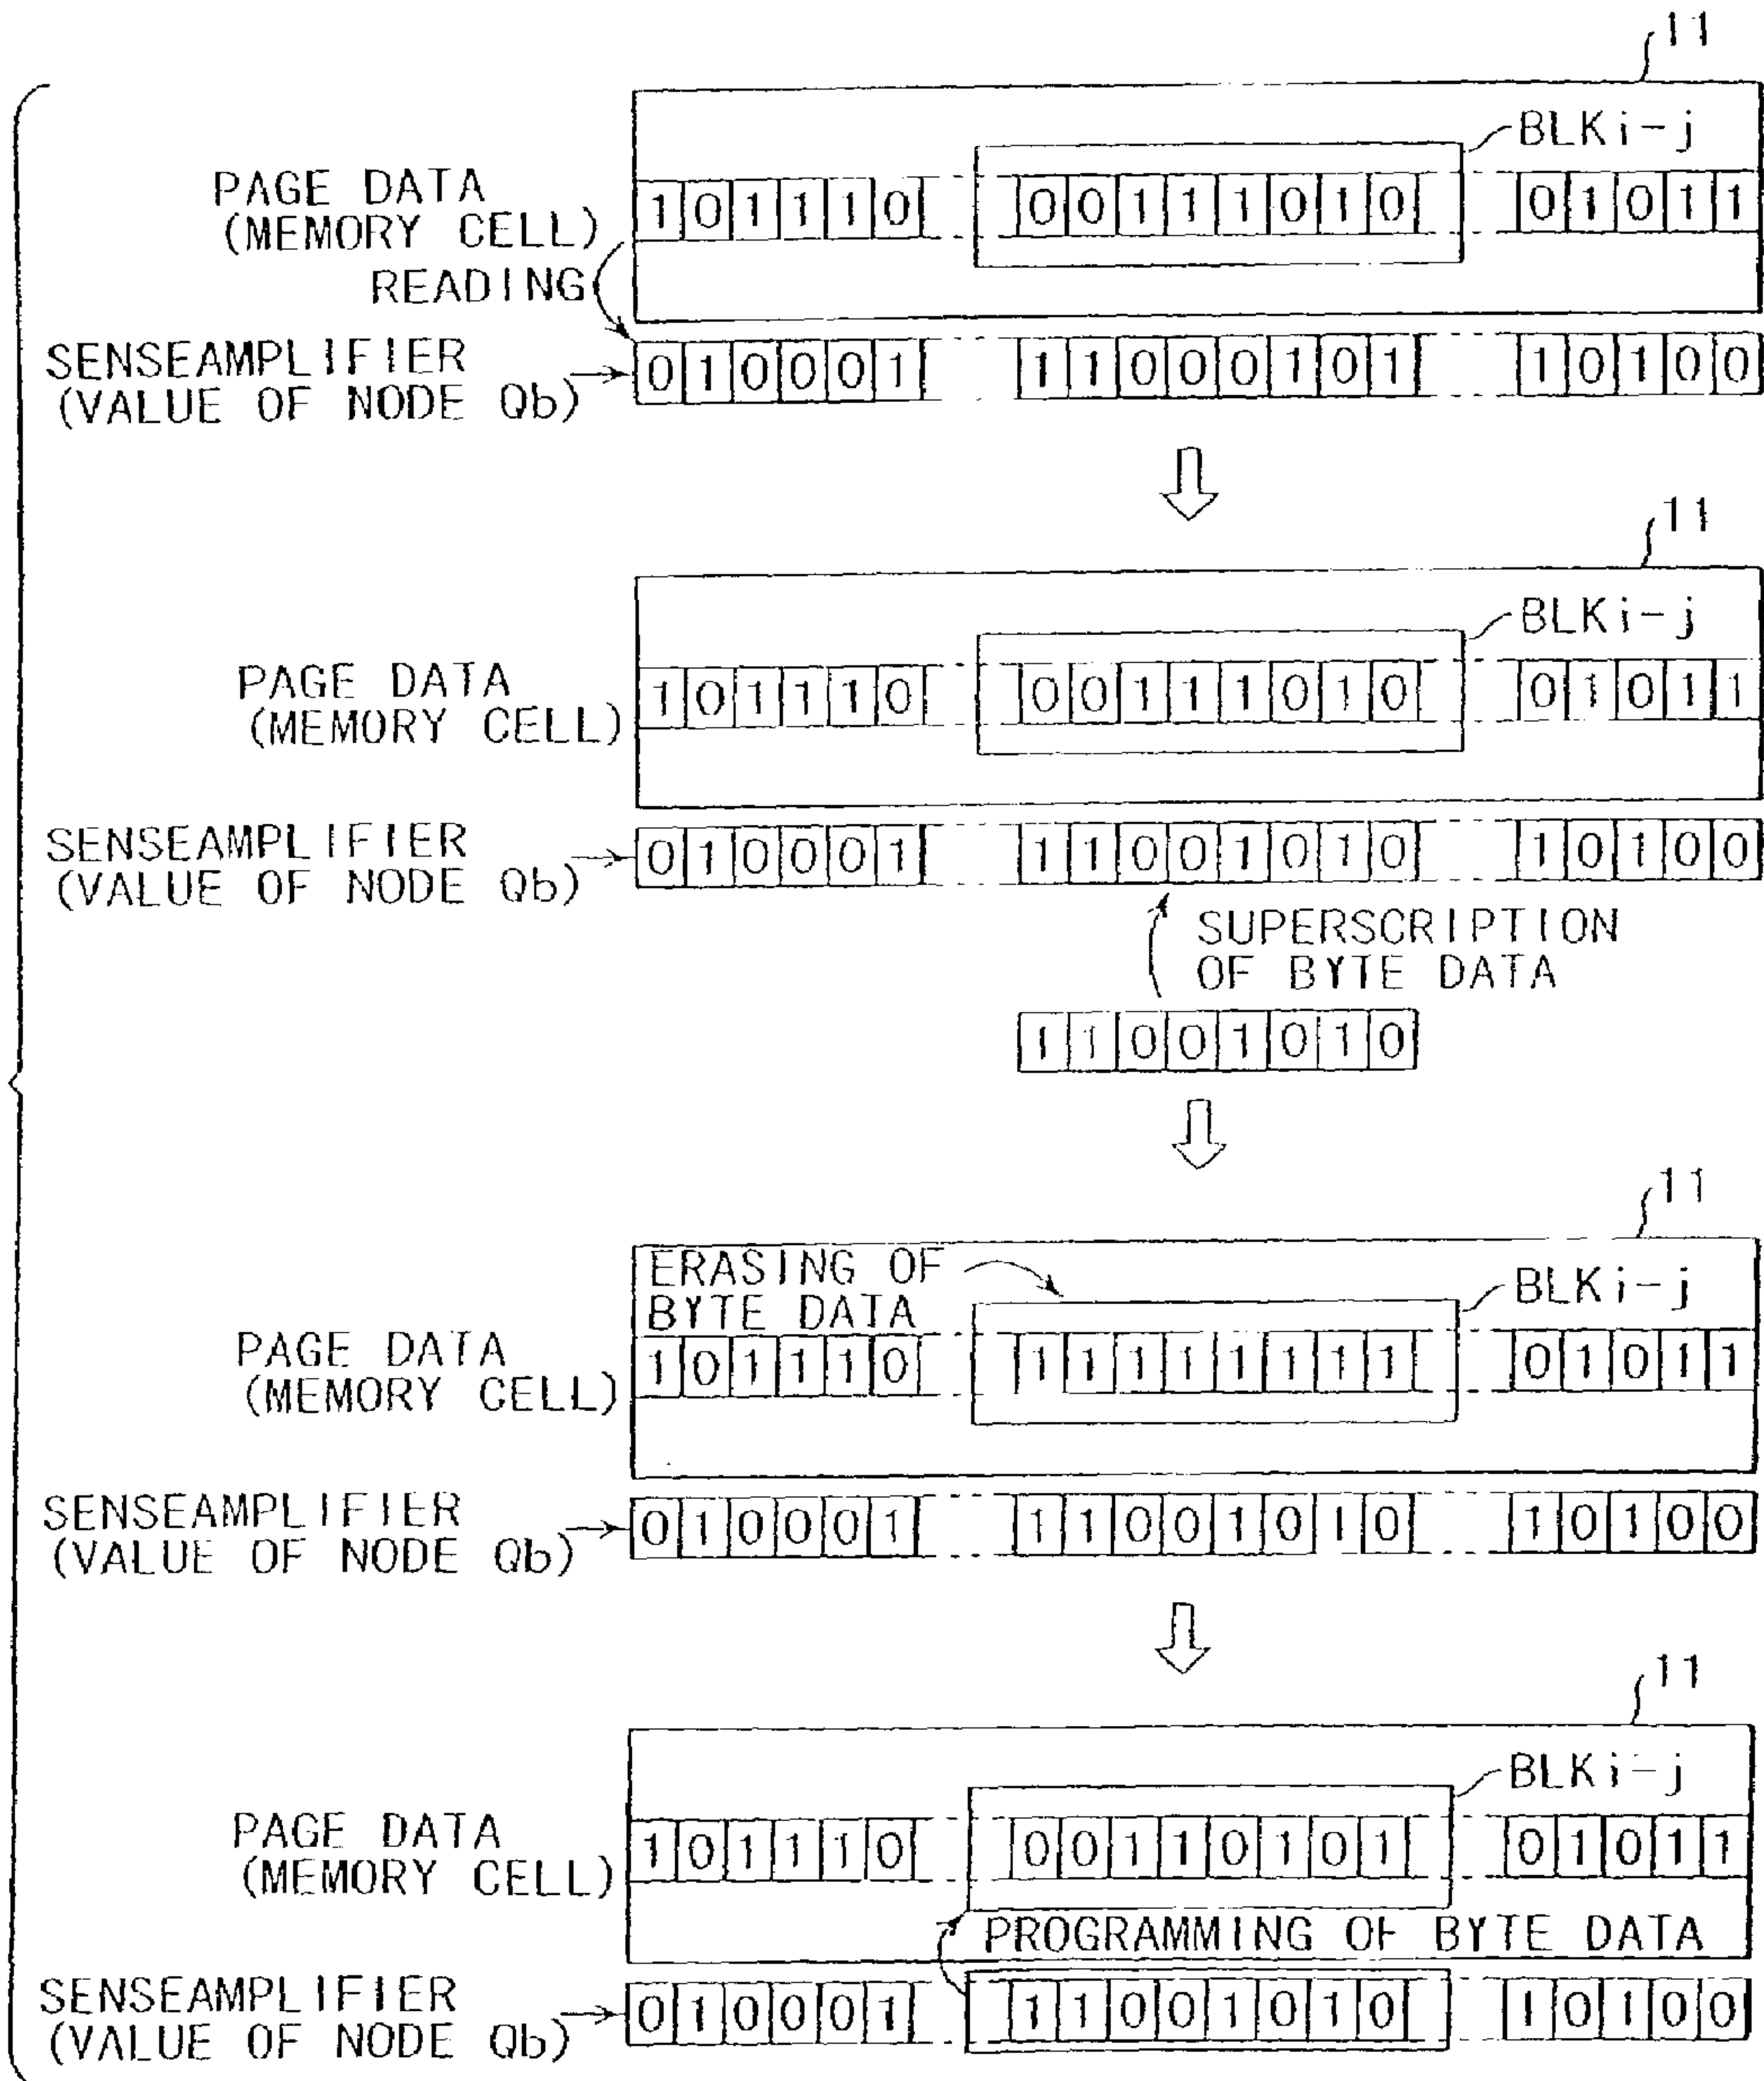 11
BLKi-j
PAGE DATA
(MEMORY CELL)
101110 00111010 01011
READING
SENSEAMPLIFIER
(VALUE OF NODE Qb)
010001 11000101 10100
11
BLKi-j
PAGE DATA
(MEMORY CELL)
101110 00111010 01011
SENSEAMPLIFIER
(VALUE OF NODE Qb)
010001 11001010 10100
SUPERSCRIPTION
OF BYTE DATA
11001010
11
ERASING OF
BYTE DATA
BLKi-j
PAGE DATA
(MEMORY CELL)
101110 11111111 01011
SENSEAMPLIFIER
(VALUE OF NODE Qb)
010001 11001010 10100
11
BLKi-j
PAGE DATA
(MEMORY CELL)
101110 00110101 01011
PROGRAMMING OF BYTE DATA
SENSEAMPLIFIER
(VALUE OF NODE Qb)
010001 11001010 10100